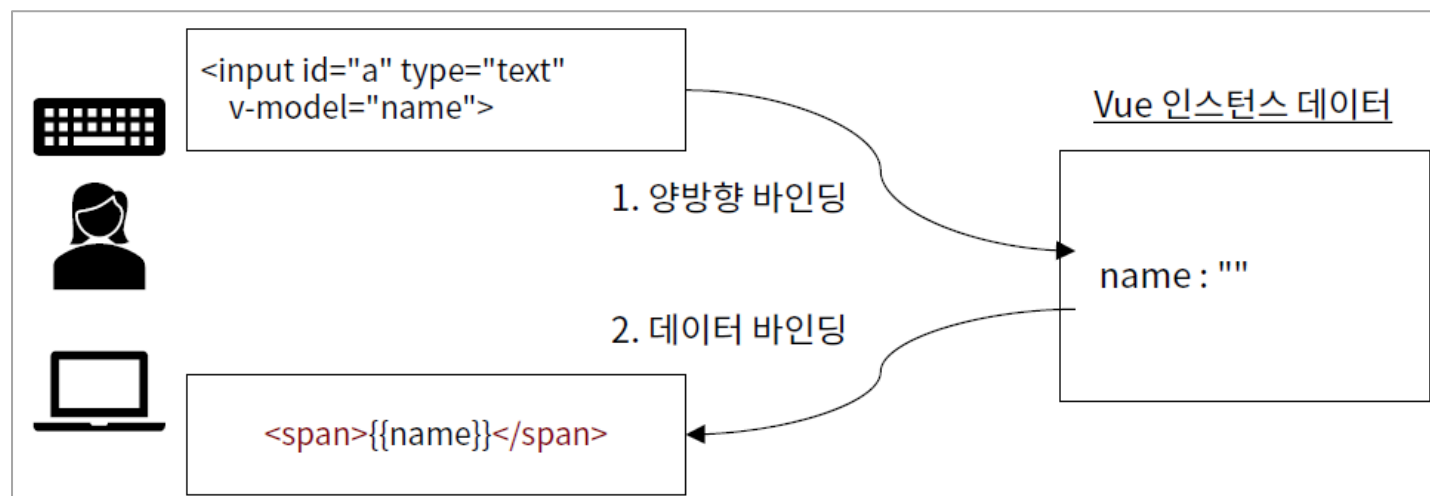 <input id="a" type="text"
v-model="name">
Vue 인스턴스 데이터
1. 양방향 바인딩
name : ""
2. 데이터 바인딩
<span>{{name}}</span>